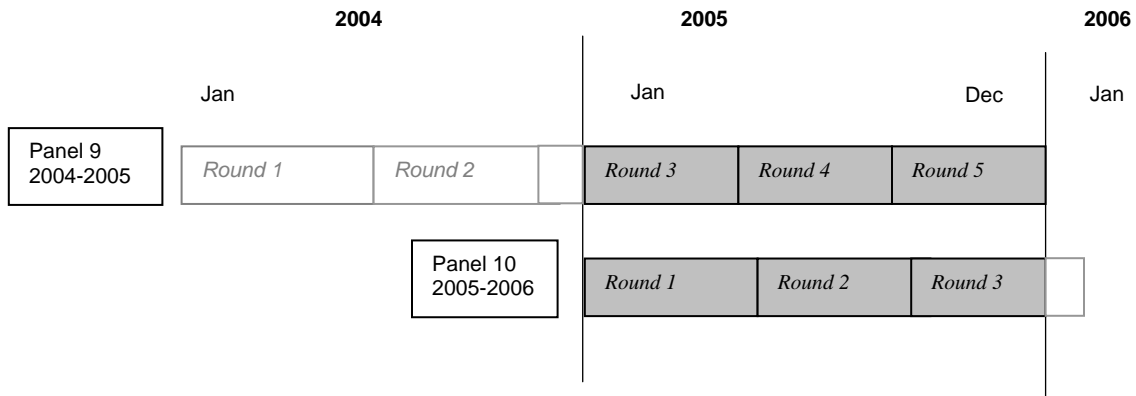 2004 2005 2006
Jan Jan Dec Jan
Panel 9
2004-2005
Round 1 Round 2 Round 3 Round 4 Round 5
Panel 10
2005-2006
Round 1 Round 2 Round 3